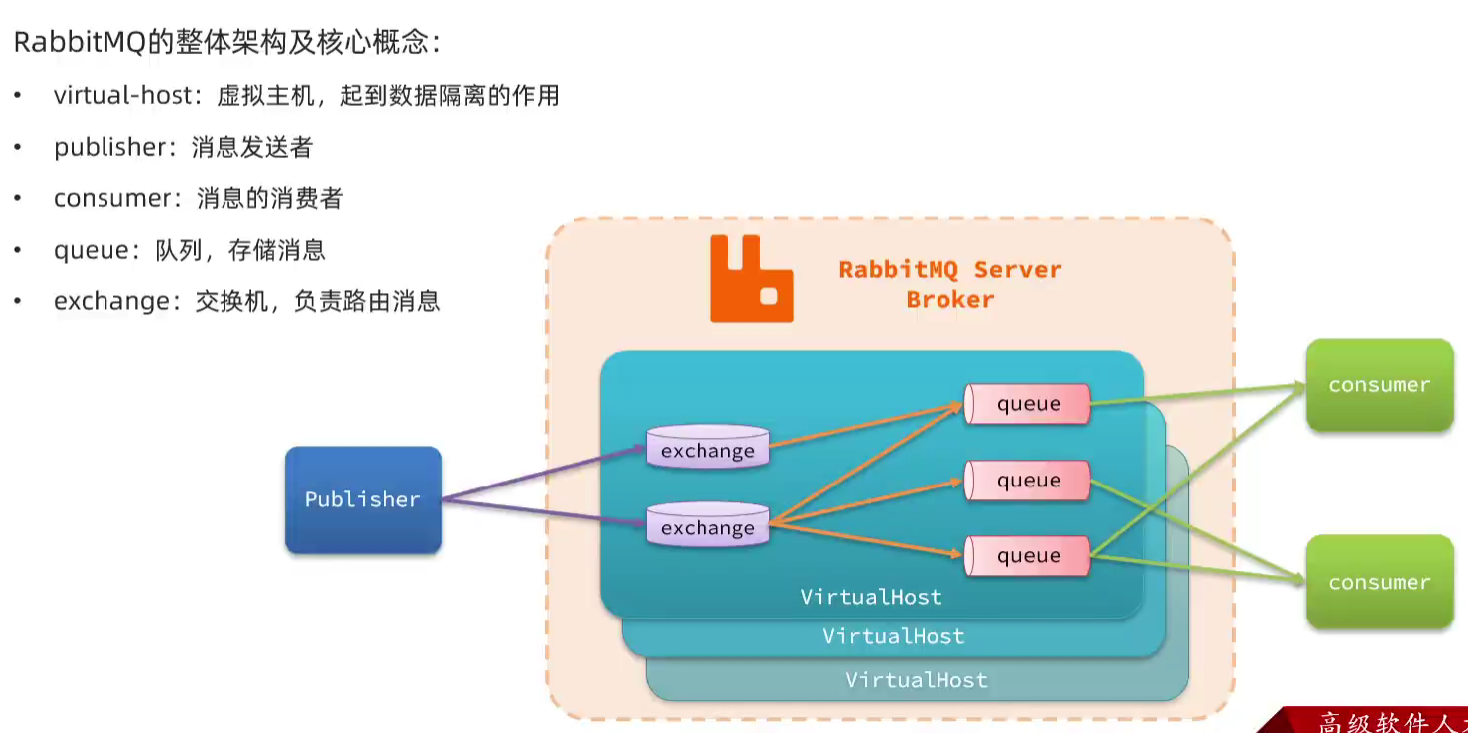 RabbitMQ的整体架构及核心概念：
• virtual-host：虚拟主机，起到数据隔离的作用
• publisher：消息发送者
• consumer：消息的消费者
• queue：队列，存储消息
• exchange：交换机，负责路由消息
RabbitMQ Server
Broker
Publisher
exchange
exchange
queue
queue
queue
VirtualHost
VirtualHost
VirtualHost
consumer
consumer
高级软件人